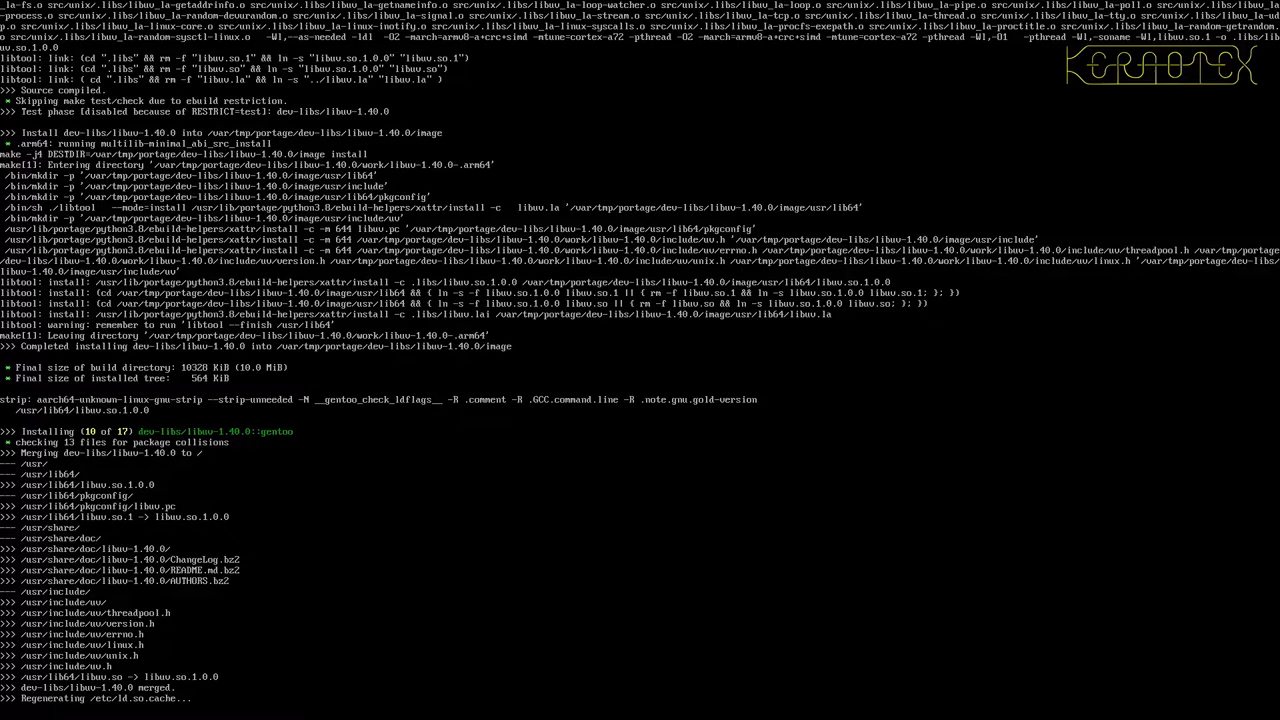 _la-fs.o src/unix/.libs/libuv_la-getaddrinfo.o src/unix/.libs/libuv_la-getnameinfo.o src/unix/.libs/libuv_la-loop-watcher.o src/unix/.libs/libuv_la-loop.o src/unix/.libs/libuv_la-pipe.o src/unix/.libs/libuv_la-poll.o src/unix/.libs/libuv_la
-process.o src/unix/.libs/libuv_la-random-devurandom.o src/unix/.libs/libuv_la-signal.o src/unix/.libs/libuv_la-stream.o src/unix/.libs/libuv_la-tcp.o src/unix/.libs/libuv_la-thread.o src/unix/.libs/libuv_la-tty.o src/unix/.libs/libuv_la-ud
p.o src/unix/.libs/libuv_la-linux-core.o src/unix/.libs/libuv_la-linux-inotify.o src/unix/.libs/libuv_la-linux-syscalls.o src/unix/.libs/libuv_la-procfs-exepath.o src/unix/.libs/libuv_la-proctitle.o src/unix/.libs/libuv_la-random-getrandom.
o src/unix/.libs/libuv_la-random-sysctl-linux.o -Wl,--as-needed -ldl -O2 -march=armv8-a+crc+simd -mtune=cortex-a72 -pthread -O2 -march=armv8-a+crc+simd -mtune=cortex-a72 -pthread -Wl,-O1 -pthread -Wl,-soname -Wl,libuv.so.1 -o .libs/lib
uv.so.1.0.0
libtool: link: (cd ".libs" && rm -f "libuv.so.1" && ln -s "libuv.so.1.0.0" "libuv.so.1")
libtool: link: (cd ".libs" && rm -f "libuv.so" && ln -s "libuv.so.1.0.0" "libuv.so")
libtool: link: ( cd ".libs" && rm -f "libuv.la" && ln -s "../libuv.la" "libuv.la" )
KERAOTEX
>>> Source compiled.
* Skipping make test/check due to ebuild restriction.
>>> Test phase [disabled because of RESTRICT=test]: dev-libs/libuv-1.40.0
>>> Install dev-libs/libuv-1.40.0 into /var/tmp/portage/dev-libs/libuv-1.40.0/image
* .arm64: running multilib-minimal_abi_src_install
make -j4 DESTDIR=/var/tmp/portage/dev-libs/libuv-1.40.0/image install
make[1]: Entering directory '/var/tmp/portage/dev-libs/libuv-1.40.0/work/libuv-1.40.0-.arm64'
/bin/mkdir -p '/var/tmp/portage/dev-libs/libuv-1.40.0/image/usr/lib64'
/bin/mkdir -p '/var/tmp/portage/dev-libs/libuv-1.40.0/image/usr/include'
/bin/mkdir -p '/var/tmp/portage/dev-libs/libuv-1.40.0/image/usr/lib64/pkgconfig'
/bin/sh ./libtool --mode=install /usr/lib/portage/python3.8/ebuild-helpers/xattr/install -c libuv.la '/var/tmp/portage/dev-libs/libuv-1.40.0/image/usr/lib64'
/bin/mkdir -p '/var/tmp/portage/dev-libs/libuv-1.40.0/image/usr/include/uv'
/usr/lib/portage/python3.8/ebuild-helpers/xattr/install -c -m 644 libuv.pc '/var/tmp/portage/dev-libs/libuv-1.40.0/image/usr/lib64/pkgconfig'
/usr/lib/portage/python3.8/ebuild-helpers/xattr/install -c -m 644 /var/tmp/portage/dev-libs/libuv-1.40.0/work/libuv-1.40.0/include/uv.h '/var/tmp/portage/dev-libs/libuv-1.40.0/image/usr/include'
/usr/lib/portage/python3.8/ebuild-helpers/xattr/install -c -m 644 /var/tmp/portage/dev-libs/libuv-1.40.0/work/libuv-1.40.0/include/uv/errno.h /var/tmp/portage/dev-libs/libuv-1.40.0/work/libuv-1.40.0/include/uv/threadpool.h /var/tmp/portage
/dev-libs/libuv-1.40.0/work/libuv-1.40.0/include/uv/version.h /var/tmp/portage/dev-libs/libuv-1.40.0/work/libuv-1.40.0/include/uv/unix.h /var/tmp/portage/dev-libs/libuv-1.40.0/work/libuv-1.40.0/include/uv/linux.h '/var/tmp/portage/dev-libs/
libuv-1.40.0/image/usr/include/uv'
libtool: install: /usr/lib/portage/python3.8/ebuild-helpers/xattr/install -c .libs/libuv.so.1.0.0 /var/tmp/portage/dev-libs/libuv-1.40.0/image/usr/lib64/libuv.so.1.0.0
libtool: install: (cd /var/tmp/portage/dev-libs/libuv-1.40.0/image/usr/lib64 && { ln -s -f libuv.so.1.0.0 libuv.so.1 || { rm -f libuv.so.1 && ln -s libuv.so.1.0.0 libuv.so.1; }; })
libtool: install: (cd /var/tmp/portage/dev-libs/libuv-1.40.0/image/usr/lib64 && { ln -s -f libuv.so.1.0.0 libuv.so || { rm -f libuv.so && ln -s libuv.so.1.0.0 libuv.so; }; })
libtool: install: /usr/lib/portage/python3.8/ebuild-helpers/xattr/install -c .libs/libuv.lai /var/tmp/portage/dev-libs/libuv-1.40.0/image/usr/lib64/libuv.la
libtool: warning: remember to run 'libtool --finish /usr/lib64'
make[1]: Leaving directory '/var/tmp/portage/dev-libs/libuv-1.40.0/work/libuv-1.40.0-.arm64'
>>> Completed installing dev-libs/libuv-1.40.0 into /var/tmp/portage/dev-libs/libuv-1.40.0/image
* Final size of build directory: 10328 KiB (10.0 MiB)
* Final size of installed tree: 564 KiB
strip: aarch64-unknown-linux-gnu-strip --strip-unneeded -N __gentoo_check_ldflags__ -R .comment -R .GCC.command.line -R .note.gnu.gold-version
/usr/lib64/libuv.so.1.0.0
>>> Installing (10 of 17) dev-libs/libuv-1.40.0::gentoo
* checking 13 files for package collisions
>>> Merging dev-libs/libuv-1.40.0 to /
--- /usr/
--- /usr/lib64/
>>> /usr/lib64/libuv.so.1.0.0
--- /usr/lib64/pkgconfig/
>>> /usr/lib64/pkgconfig/libuv.pc
>>> /usr/lib64/libuv.so.1 -> libuv.so.1.0.0
--- /usr/share/
--- /usr/share/doc/
>>> /usr/share/doc/libuv-1.40.0/
>>> /usr/share/doc/libuv-1.40.0/ChangeLog.bz2
>>> /usr/share/doc/libuv-1.40.0/README.md.bz2
>>> /usr/share/doc/libuv-1.40.0/AUTHORS.bz2
--- /usr/include/
>>> /usr/include/uv/
>>> /usr/include/uv/threadpool.h
>>> /usr/include/uv/version.h
>>> /usr/include/uv/errno.h
>>> /usr/include/uv/linux.h
>>> /usr/include/uv/unix.h
>>> /usr/include/uv.h
>>> /usr/lib64/libuv.so -> libuv.so.1.0.0
>>> dev-libs/libuv-1.40.0 merged.
>>> Regenerating /etc/ld.so.cache...